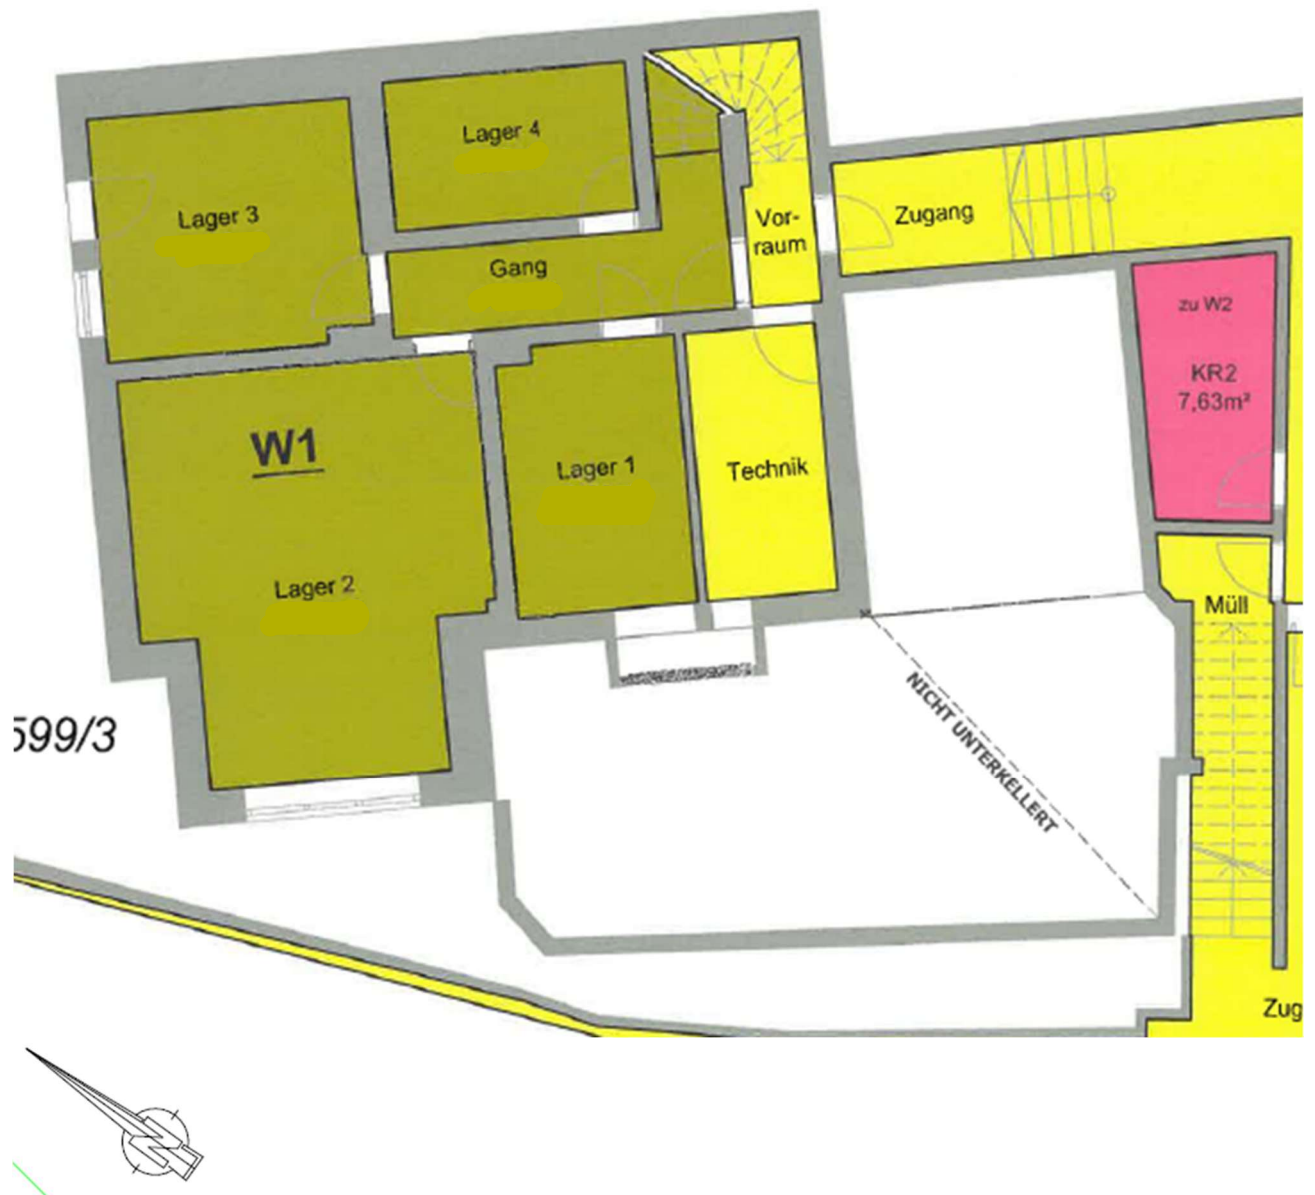 Lager 4
Lager 3
Vor-
raum
Zugang
Gang
zu W2
KR2
7,63m²
W1
Lager 1
Technik
Lager 2
Müll
NICHT UNTERKELLERT
599/3
Zug
N